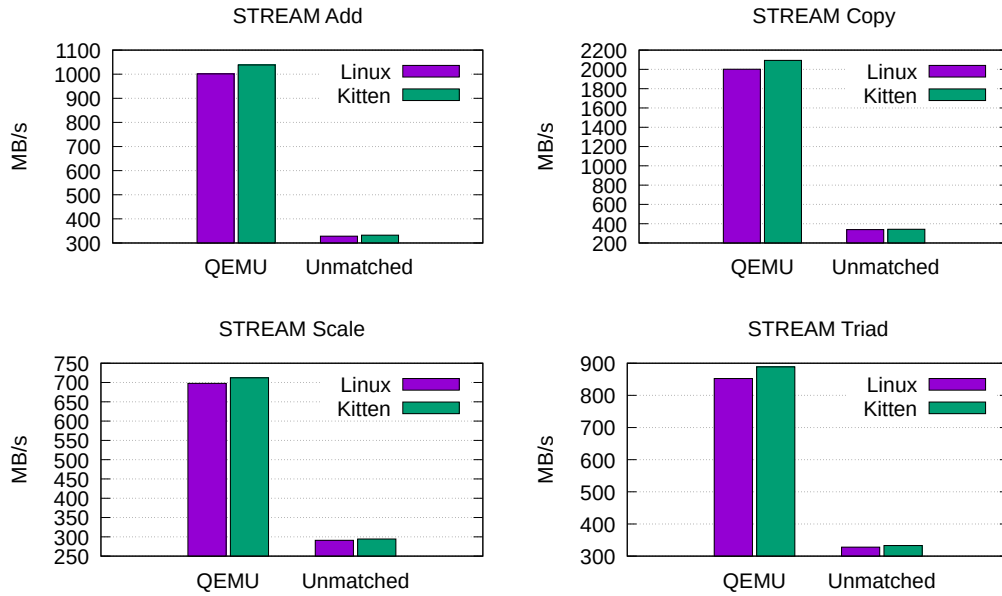 STREAM Add
1100
1000
900
800
700
600
500
400
300
MB/s
Linux
Kitten
QEMU Unmatched
STREAM Copy
2200
2000
1800
1600
1400
1200
1000
800
600
400
200
MB/s
Linux
Kitten
QEMU Unmatched
STREAM Scale
750
700
650
600
550
500
450
400
350
300
250
MB/s
Linux
Kitten
QEMU Unmatched
STREAM Triad
900
800
700
600
500
400
300
MB/s
Linux
Kitten
QEMU Unmatched